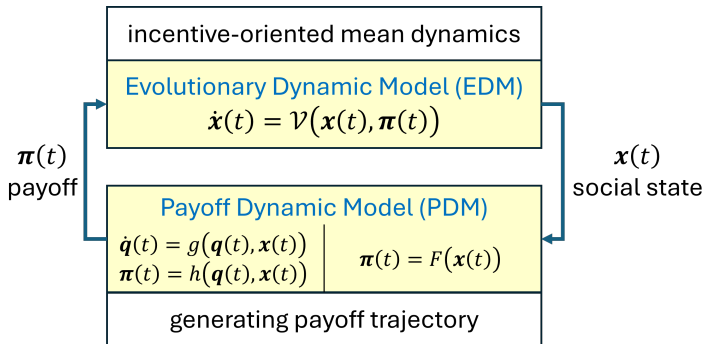 incentive-oriented mean dynamics
Evolutionary Dynamic Model (EDM)
ẋ(t) = 𝒱(x(t), π(t))
π(t)
payoff
x(t)
social state
Payoff Dynamic Model (PDM)
q̇(t) = g(q(t), x(t))
π(t) = h(q(t), x(t))
π(t) = F(x(t))
generating payoff trajectory